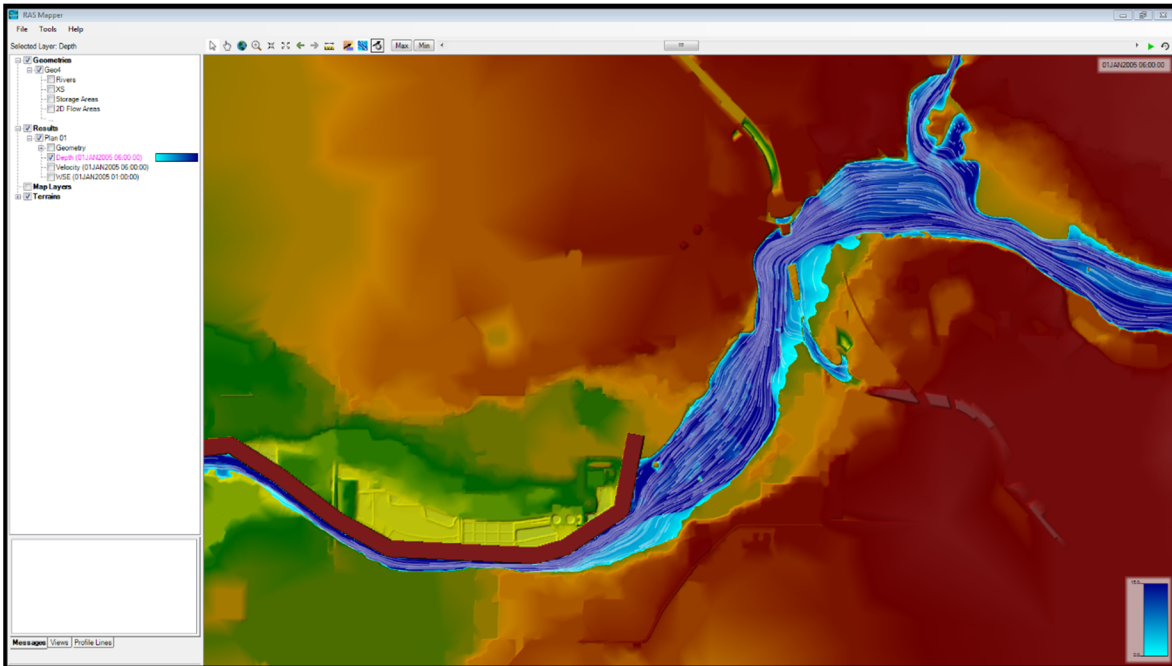 RAS Mapper
File Tools Help
Selected Layer: Depth
Max Min
Geometries
Geo4
Rivers
XS
Storage Areas
2D Flow Areas
...
Results
Plan 01
Geometry
Depth (01JAN2005 06:00:00)
Velocity (01JAN2005 06:00:00)
WSE (01JAN2005 01:00:00)
Map Layers
Terrains
01JAN2005 06:00:00
Messages Views Profile Lines